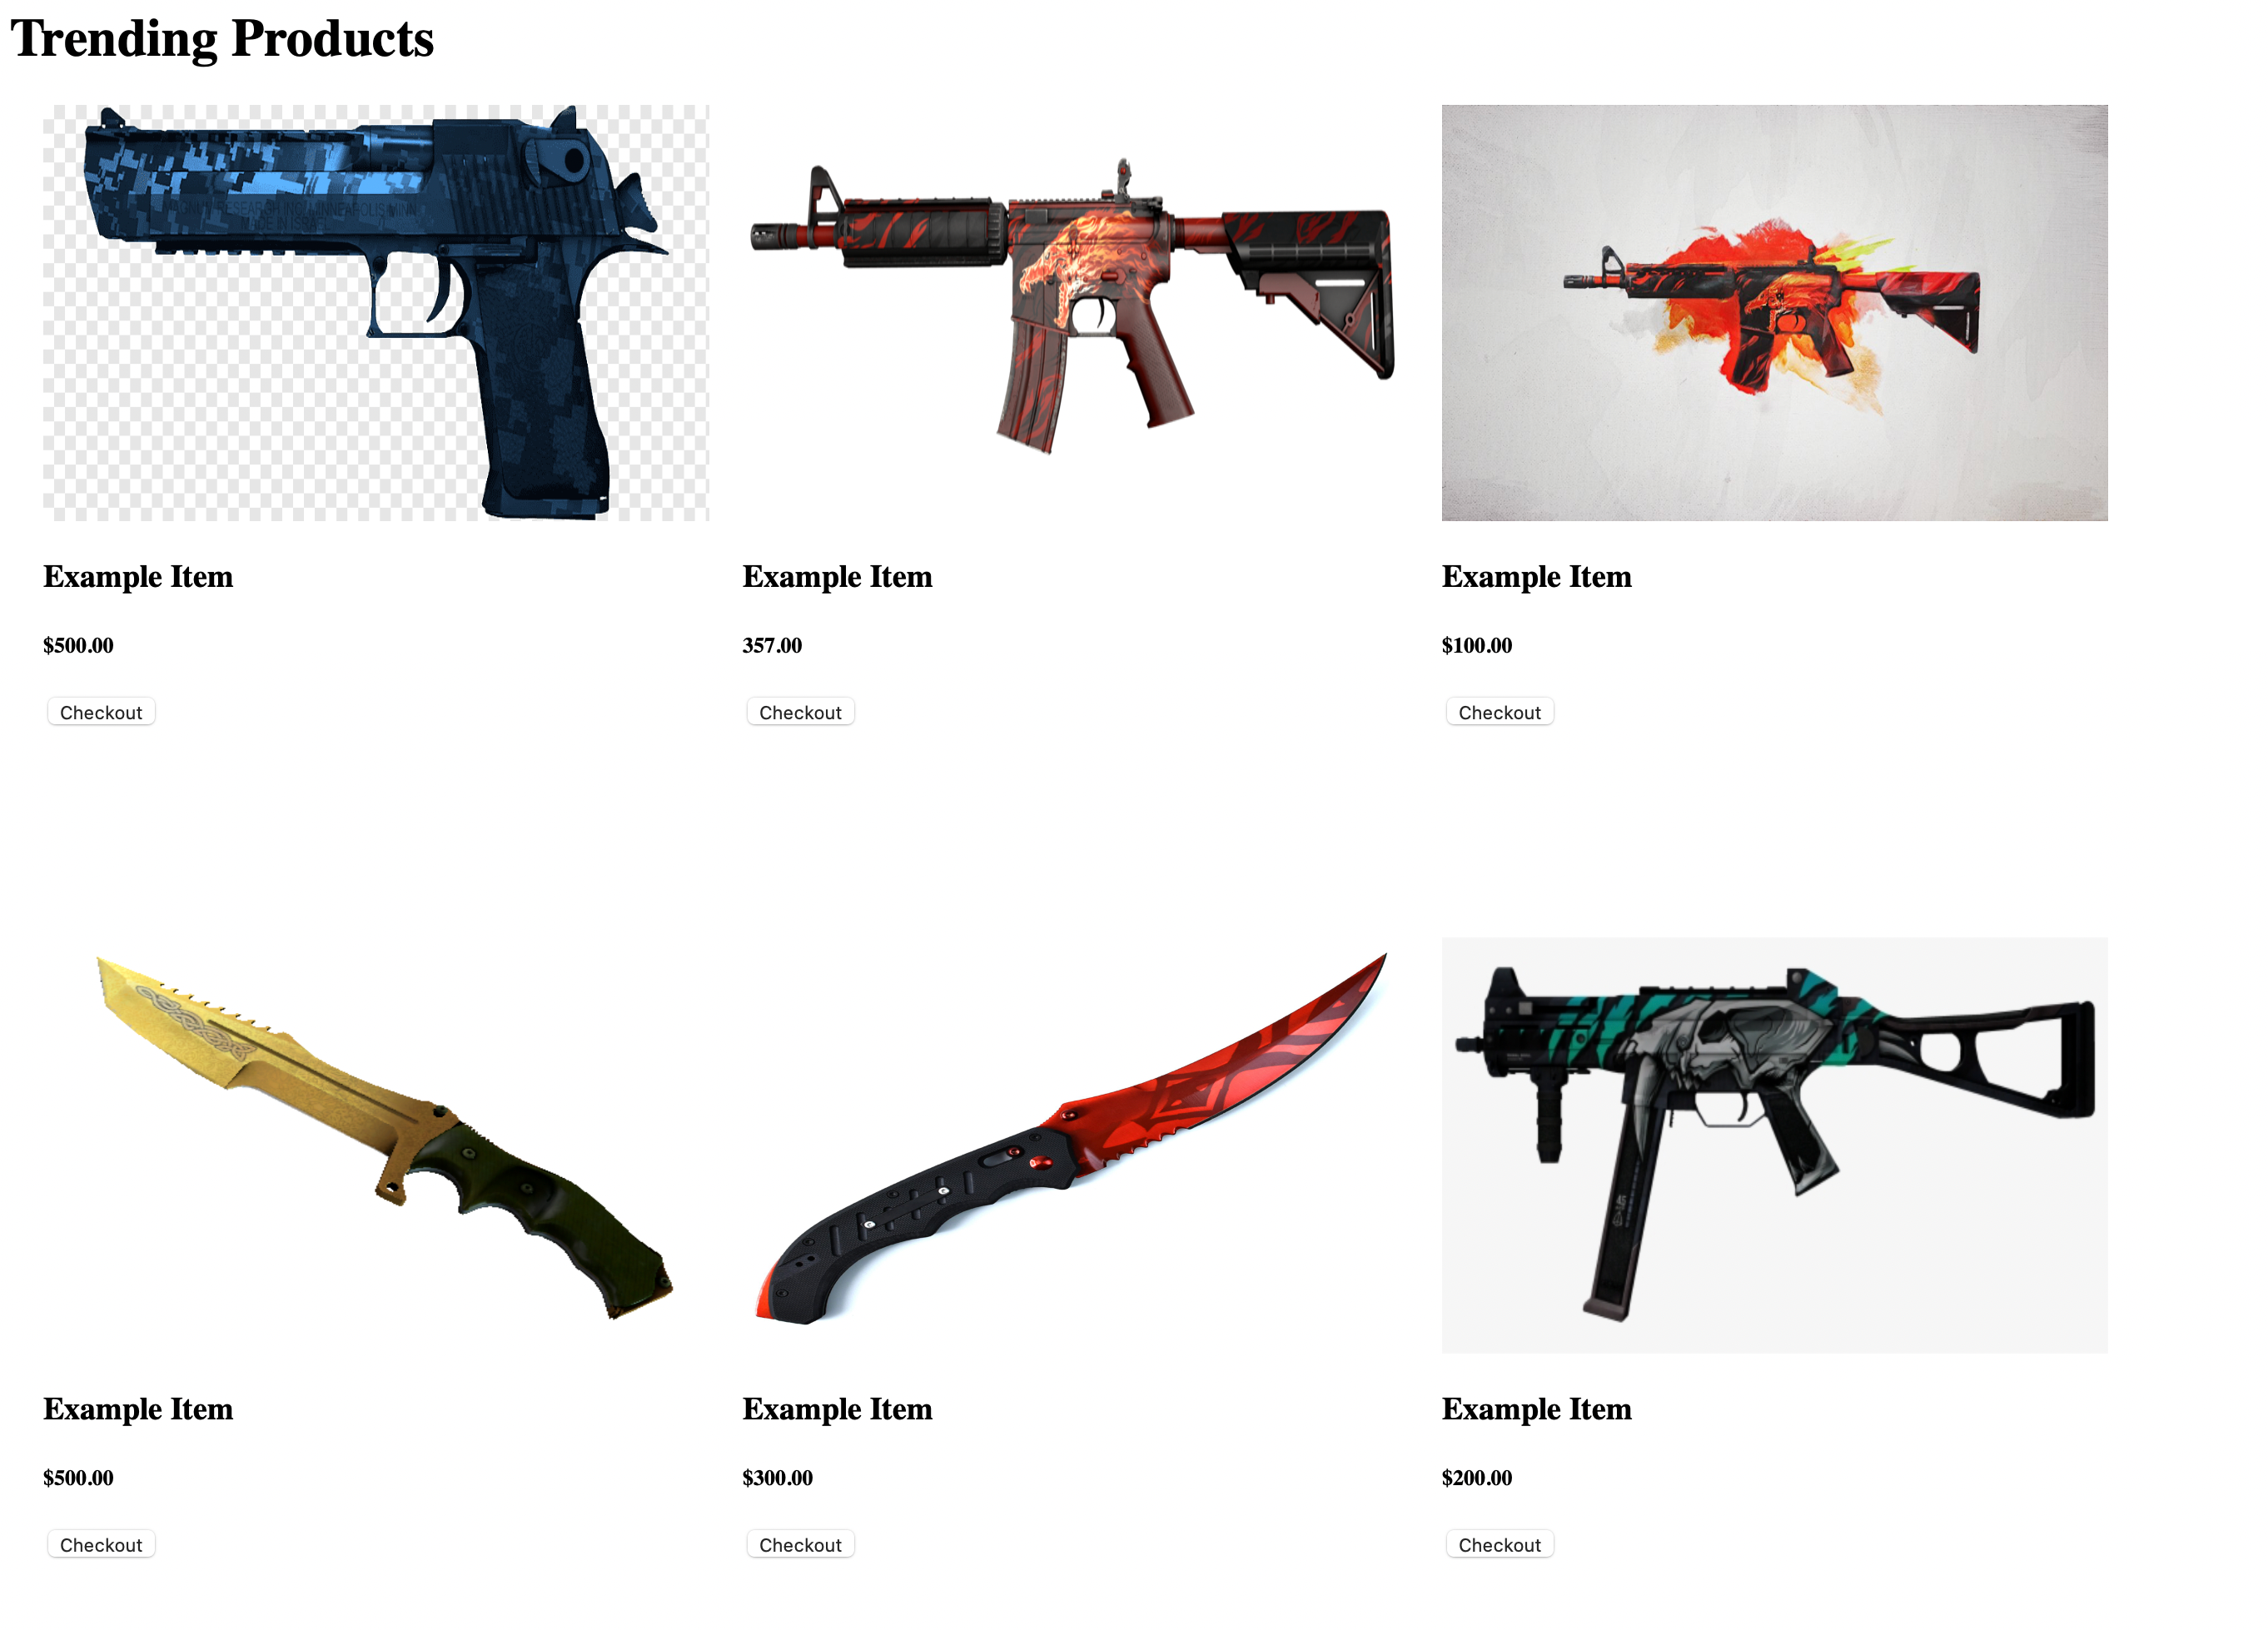 Trending Products
Example Item
$500.00
Checkout
Example Item
357.00
Checkout
Example Item
$100.00
Checkout
Example Item
$500.00
Checkout
Example Item
$300.00
Checkout
Example Item
$200.00
Checkout